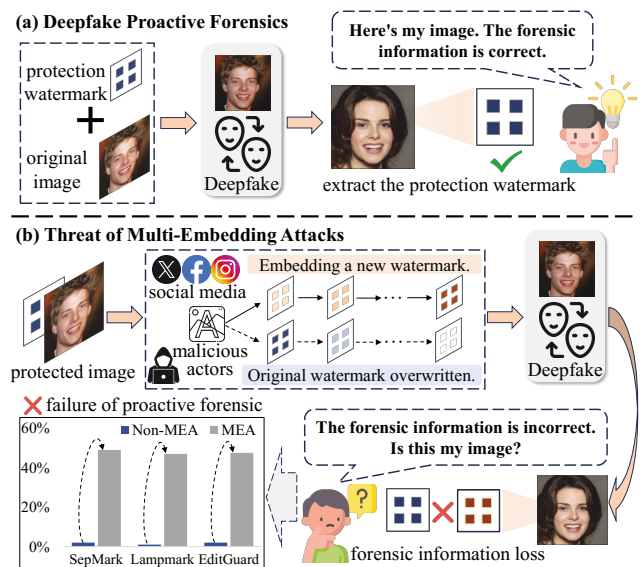 (a) Deepfake Proactive Forensics
protection
watermark
+
original
image
Deepfake
Here's my image. The forensic
information is correct.
extract the protection watermark
(b) Threat of Multi-Embedding Attacks
protected image
X f
social media
malicious
actors
Embedding a new watermark.
Original watermark overwritten.
Deepfake
failure of proactive forensic
Non-MEA MEA
60%
40%
20%
0%
SepMark Lampmark EditGuard
The forensic information is incorrect.
Is this my image?
?
forensic information loss